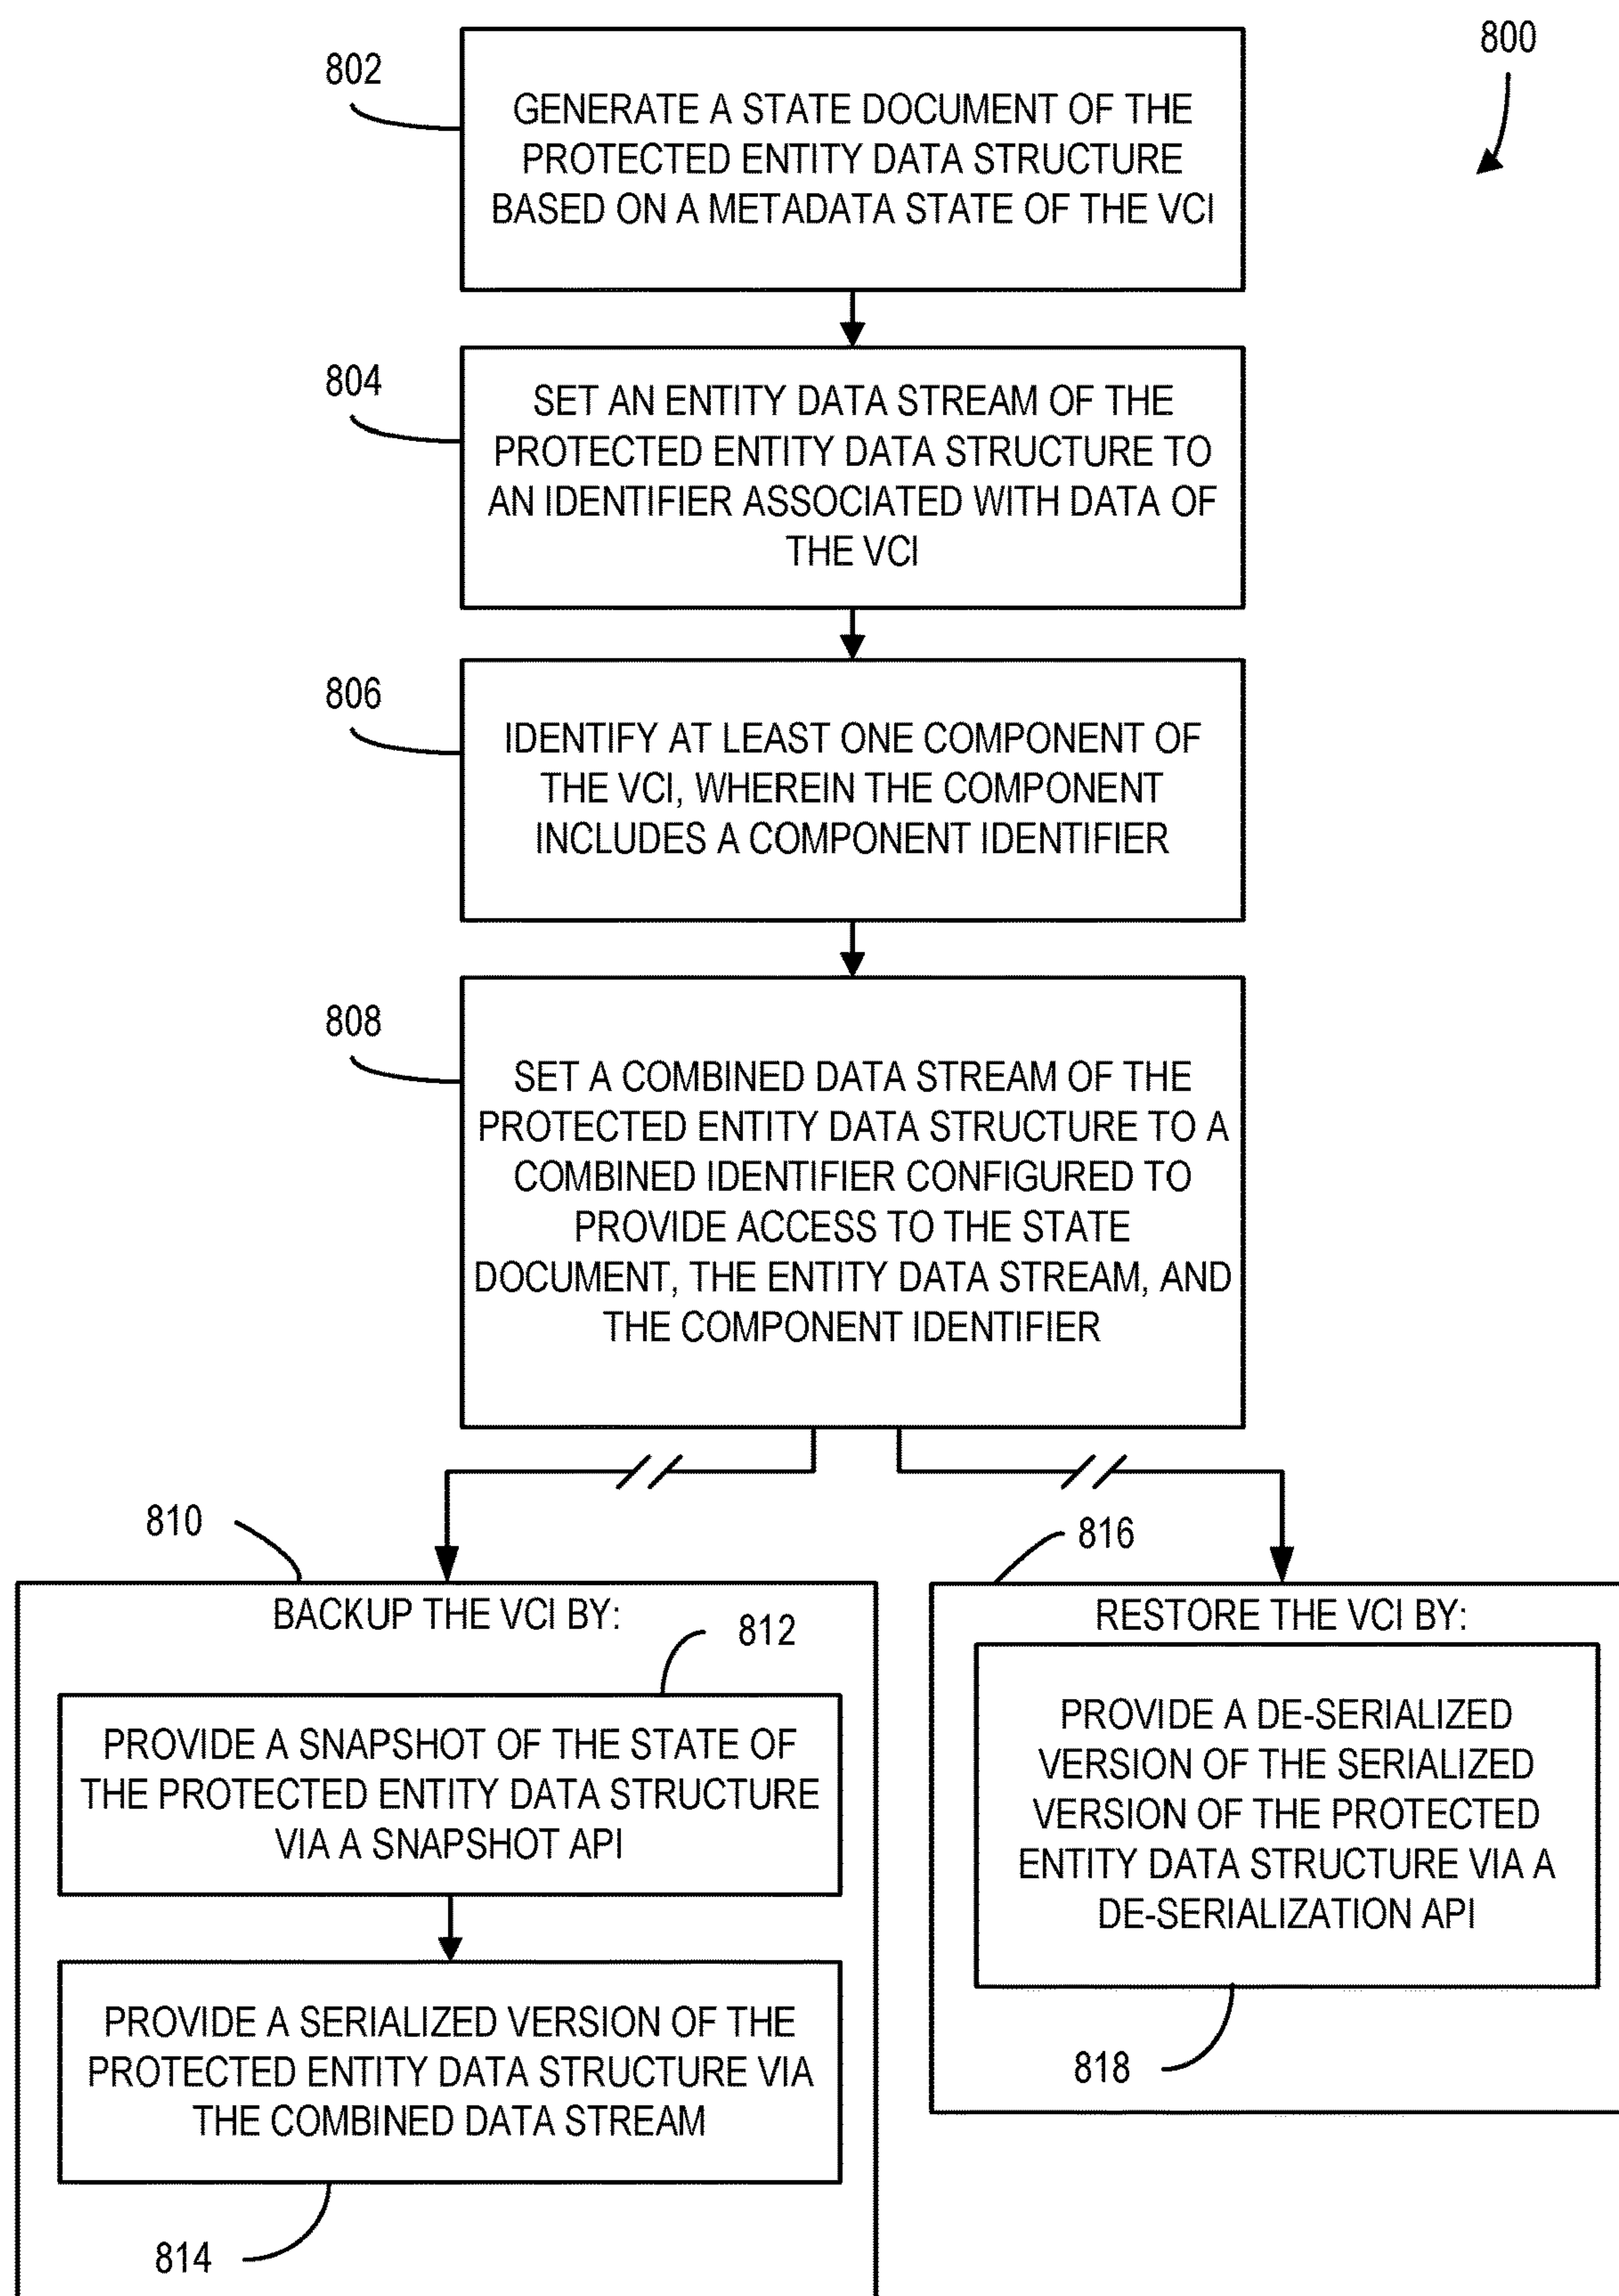 800
802
GENERATE A STATE DOCUMENT OF THE
PROTECTED ENTITY DATA STRUCTURE
BASED ON A METADATA STATE OF THE VCI
804
SET AN ENTITY DATA STREAM OF THE
PROTECTED ENTITY DATA STRUCTURE TO
AN IDENTIFIER ASSOCIATED WITH DATA OF
THE VCI
806
IDENTIFY AT LEAST ONE COMPONENT OF
THE VCI, WHEREIN THE COMPONENT
INCLUDES A COMPONENT IDENTIFIER
808
SET A COMBINED DATA STREAM OF THE
PROTECTED ENTITY DATA STRUCTURE TO A
COMBINED IDENTIFIER CONFIGURED TO
PROVIDE ACCESS TO THE STATE
DOCUMENT, THE ENTITY DATA STREAM, AND
THE COMPONENT IDENTIFIER
810
BACKUP THE VCI BY:
812
PROVIDE A SNAPSHOT OF THE STATE OF
THE PROTECTED ENTITY DATA STRUCTURE
VIA A SNAPSHOT API
PROVIDE A SERIALIZED VERSION OF THE
PROTECTED ENTITY DATA STRUCTURE VIA
THE COMBINED DATA STREAM
814
816
RESTORE THE VCI BY:
PROVIDE A DE-SERIALIZED
VERSION OF THE SERIALIZED
VERSION OF THE PROTECTED
ENTITY DATA STRUCTURE VIA A
DE-SERIALIZATION API
818